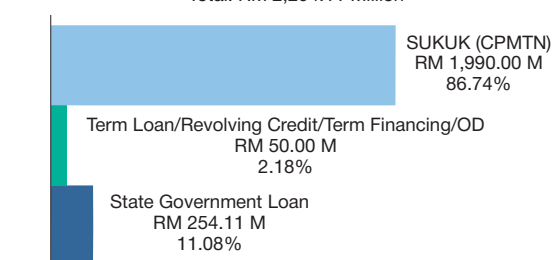 SUKUK (CPMTN)
RM 1,990.00 M
86.74%
Term Loan/Revolving Credit/Term Financing/OD
RM 50.00 M
2.18%
State Government Loan
RM 254.11 M
11.08%